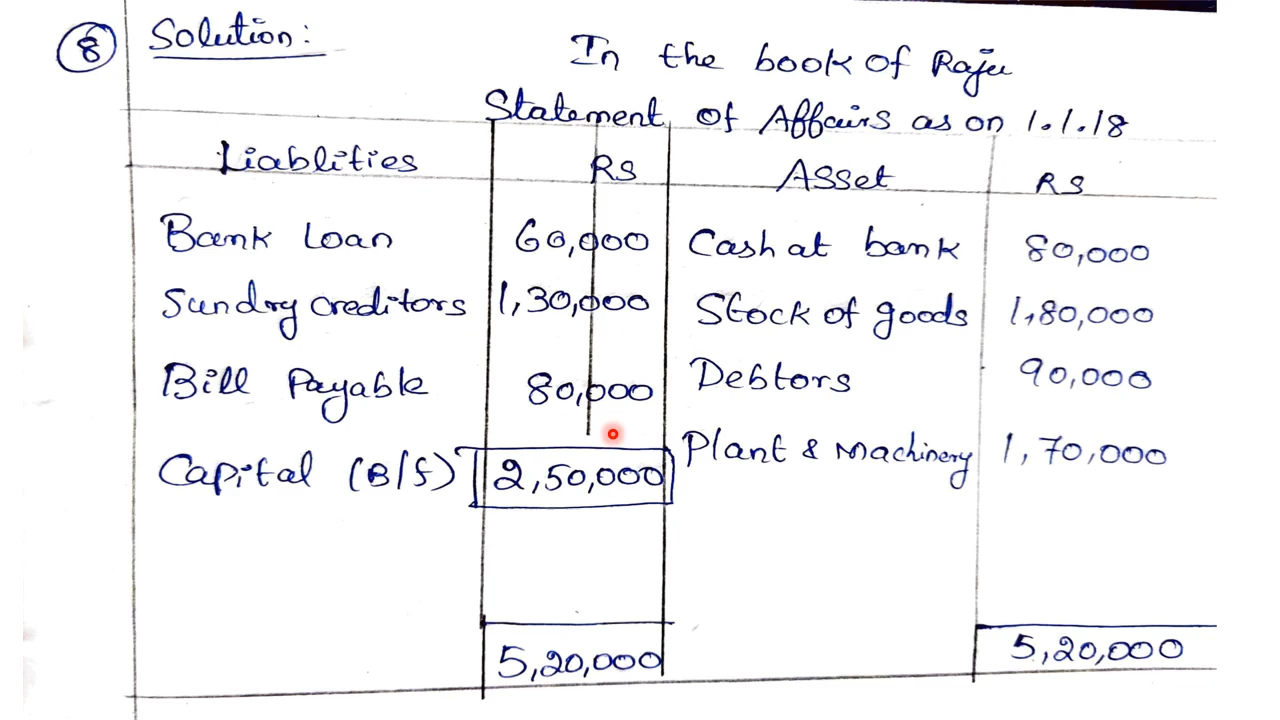 8 Solution:
In the book of Raju
Statement of Affairs as on 1.1.18
Liablities RS Asset RS
Bank Loan 60,000 Cash at bank 80,000
Sundry creditors 1,30,000 Stock of goods 1,80,000
Bill Payable 80,000 Debtors 90,000
Capital (B/f) 2,50,000 Plant & Machinery 1,70,000
5,20,000 5,20,000